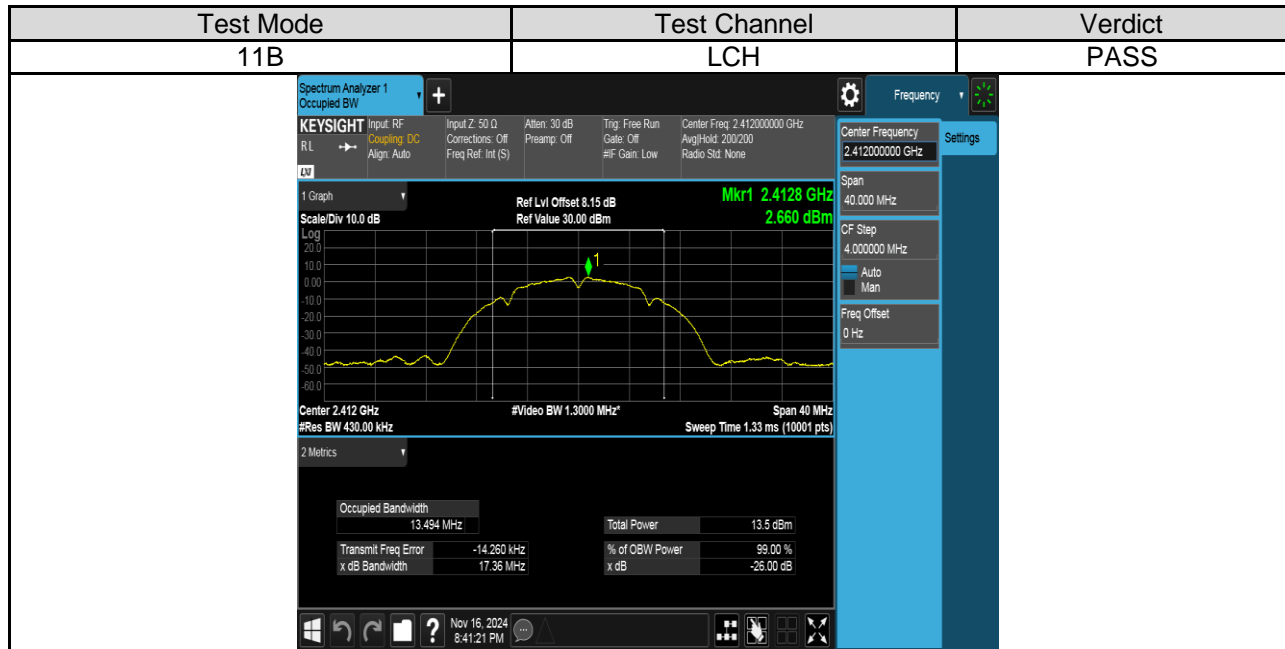 Test Mode Test Channel Verdict
11B LCH PASS
Spectrum Analyzer 1
Occupied BW
+
Frequency
KEYSIGHT Input: RF Input Z: 50 Ω Atten: 30 dB Trig: Free Run Center Freq: 2.412000000 GHz
RL Coupling: DC Corrections: Off Preamp: Off Gate: Off Avg|Hold: 200/200
Align: Auto Freq Ref: Int (S) #IF Gain: Low Radio Std: None
LXI
Center Frequency
2.412000000 GHz
Settings
Span
40.000 MHz
CF Step
4.000000 MHz
Auto
Man
Freq Offset
0 Hz
1 Graph Ref Lvl Offset 8.15 dB Mkr1 2.4128 GHz
Scale/Div 10.0 dB Ref Value 30.00 dBm 2.660 dBm
Log
20.0
10.0
0.00
-10.0
-20.0
-30.0
-40.0
-50.0
-60.0
1
Center 2.412 GHz #Video BW 1.3000 MHz* Span 40 MHz
#Res BW 430.00 kHz Sweep Time 1.33 ms (10001 pts)
2 Metrics
Occupied Bandwidth
13.494 MHz Total Power 13.5 dBm
Transmit Freq Error -14.260 kHz % of OBW Power 99.00 %
x dB Bandwidth 17.36 MHz x dB -26.00 dB
? Nov 16, 2024
8:41:21 PM